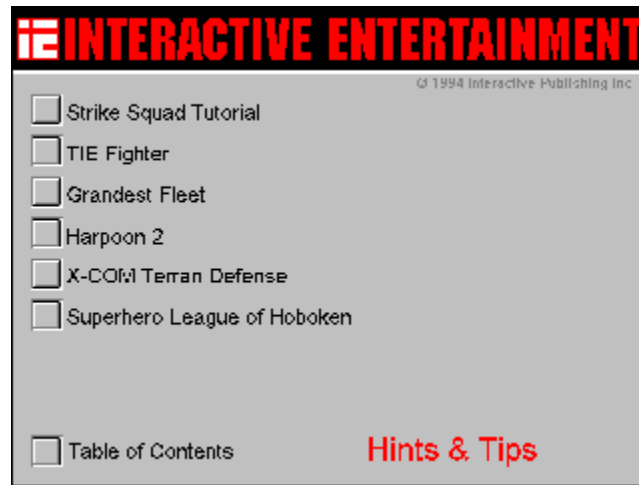 iE INTERACTIVE ENTERTAINMENT
© 1994 Interactive Publishing Inc
Strike Squad Tutorial
TIE Fighter
Grandest Fleet
Harpoon 2
X-COM Terran Defense
Superhero League of Hoboken
Table of Contents
Hints & Tips